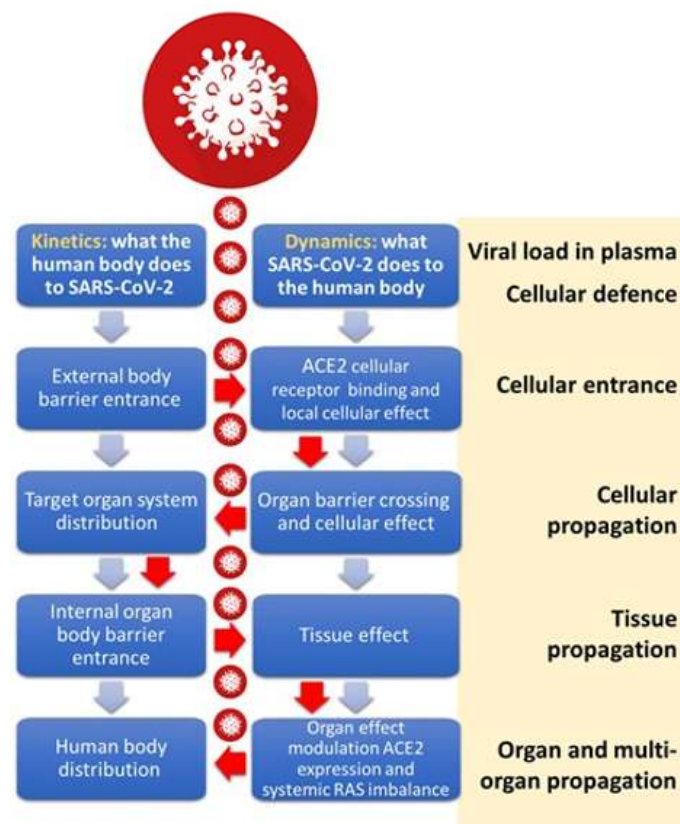 Kinetics: what the
human body does
to SARS-CoV-2
Dynamics: what
SARS-CoV-2 does to
the human body
Viral load in plasma
Cellular defence
External body
barrier entrance
ACE2 cellular
receptor binding and
local cellular effect
Cellular entrance
Target organ system
distribution
Organ barrier crossing
and cellular effect
Cellular
propagation
Internal organ
body barrier
entrance
Tissue effect
Tissue
propagation
Human body
distribution
Organ effect
modulation ACE2
expression and
systemic RAS imbalance
Organ and multi-
organ propagation